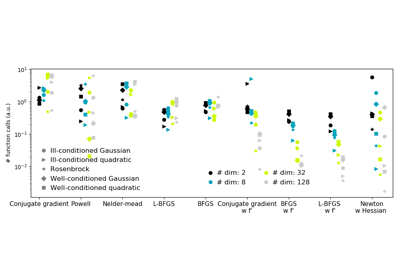 # function calls (a.u.)
10¹
10⁰
10⁻¹
10⁻²
10⁻³
Ill-conditioned Gaussian
Ill-conditioned quadratic
Rosenbrock
Well-conditioned Gaussian
Well-conditioned quadratic
# dim: 2
# dim: 8
# dim: 32
# dim: 128
Conjugate gradient
Powell
Nelder-mead
L-BFGS
BFGS
Conjugate gradient
w f'
BFGS
w f'
L-BFGS
w f'
Newton
w Hessian